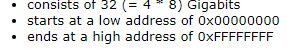 • consists of 32 (= 4 * 8) Gigabits
• starts at a low address of 0x00000000
• ends at a high address of 0xFFFFFFFF